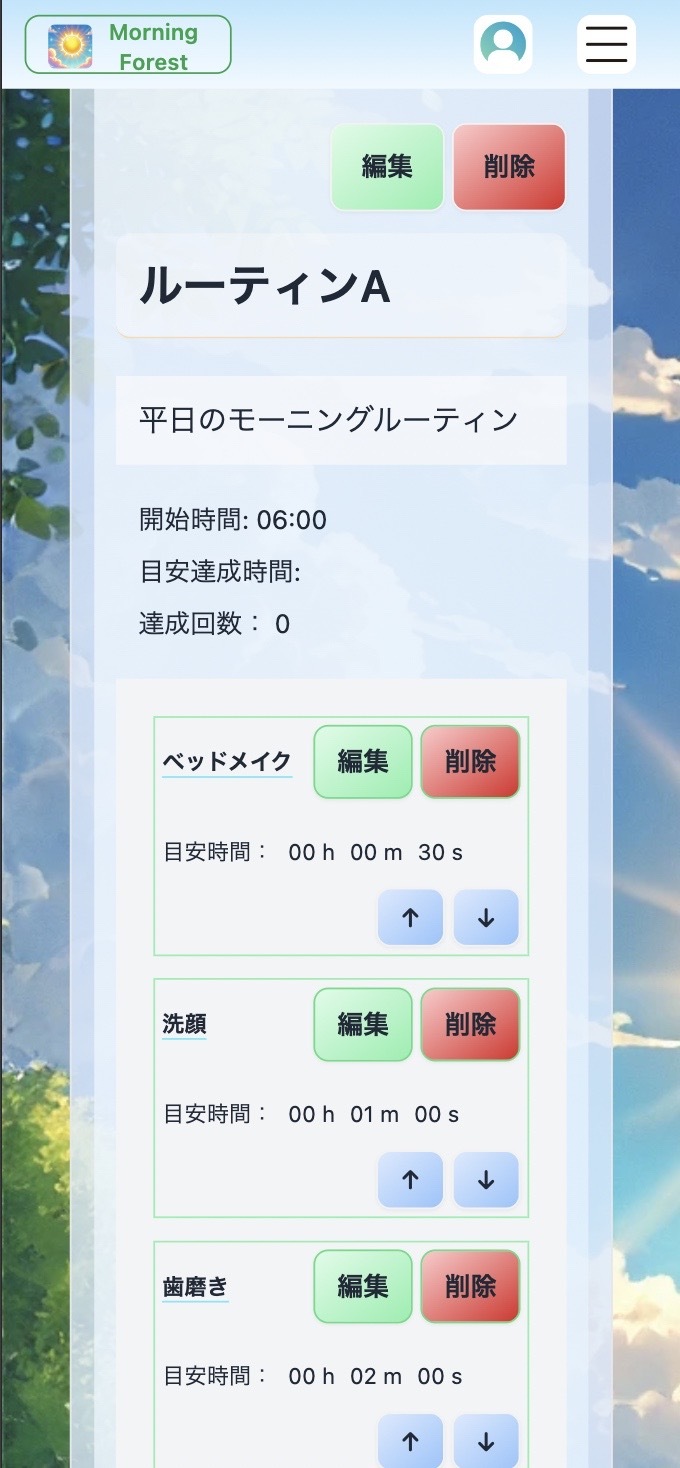 Morning
Forest
編集 削除
ルーティンA
平日のモーニングルーティン
開始時間: 06:00
目安達成時間:
達成回数： 0
ベッドメイク 編集 削除
目安時間： 00 h 00 m 30 s
↑ ↓
洗顔 編集 削除
目安時間： 00 h 01 m 00 s
↑ ↓
歯磨き 編集 削除
目安時間： 00 h 02 m 00 s
↑ ↓